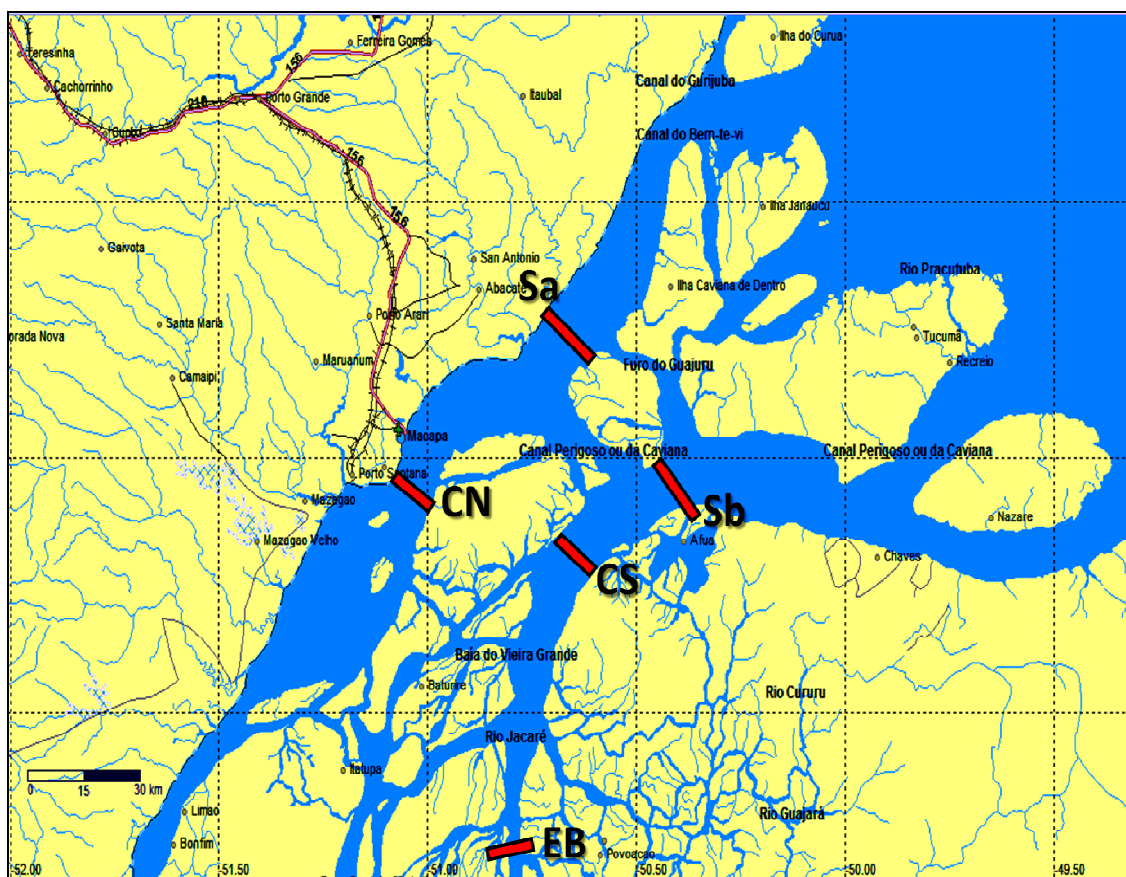 Ferreira Gomes
Ilha do Curua
156
Teresinha
Cachorrinho
Canal do Gurijuba
210
Porto Grande
Itaubal
Cupixi
Canal do Bem-te-vi
156
Ilha Janaucu
156
Gaivota
San Antonio
Rio Pracutuba
Sa
Abacate
Ilha Caviana de Dentro
Santa Maria
Porto Arari
orada Nova
Tucumã
Maruanum
Furo do Guajuru
Recreio
Camaipi
Macapa
Canal Perigoso ou da Caviana
Canal Perigoso ou da Caviana
Porto Santana
Mazagao
CN
Sb
Nazare
Mazagao Velho
Afua
Chaves
CS
Baia do Vieira Grande
Baturire
Rio Cururu
Rio Jacaré
Itatupa
0 15 30 km
Limao
Rio Guajará
Bonfim
EB
Povoacao
-52.00
-51.50
-51.00
-50.50
-50.00
-49.50